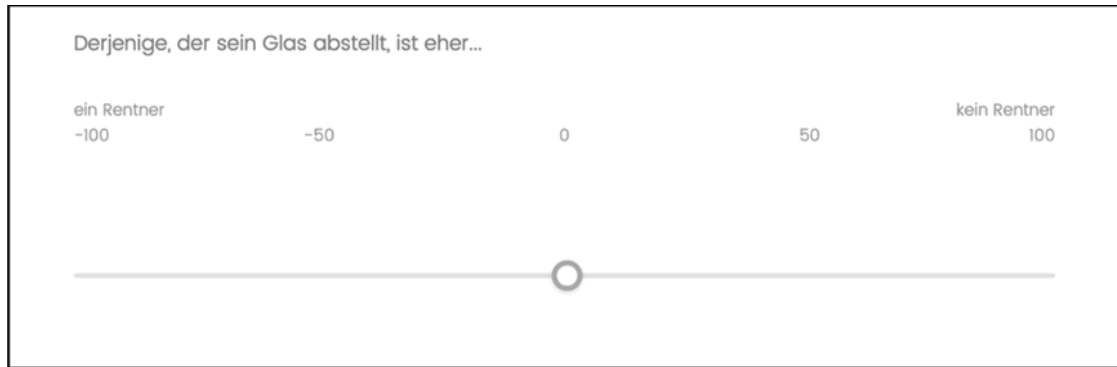 Derjenige, der sein Glas abstellt, ist eher...
ein Rentner kein Rentner
-100 -50 0 50 100